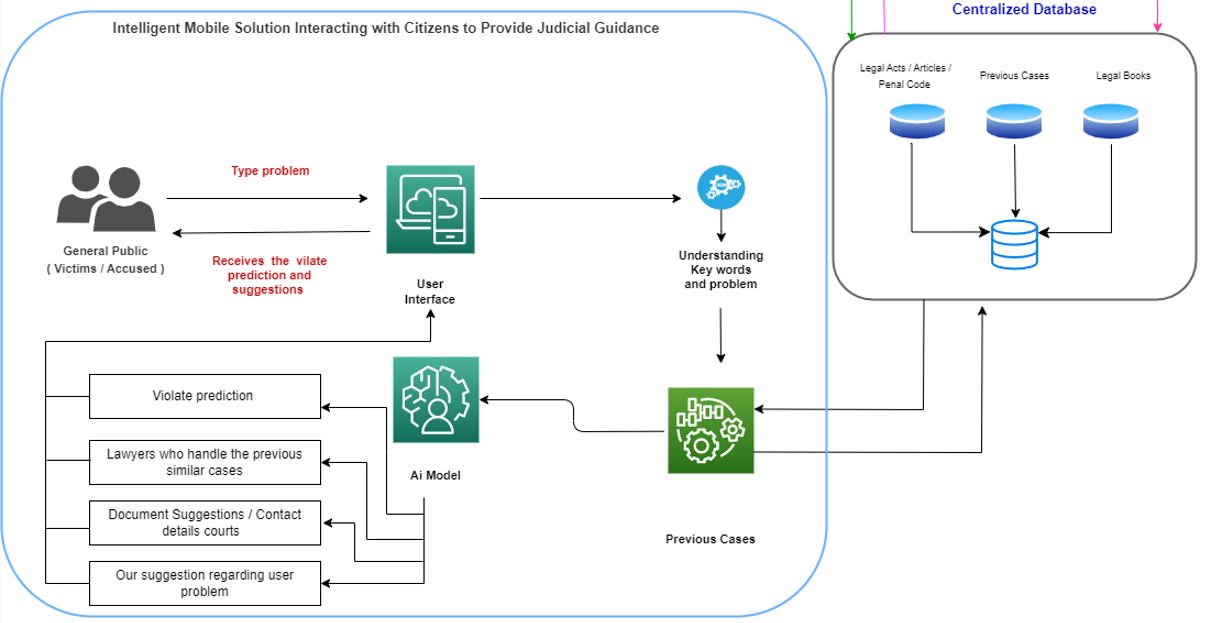 Intelligent Mobile Solution Interacting with Citizens to Provide Judicial Guidance
Centralized Database
Legal Acts / Articles /
Penal Code
Previous Cases
Legal Books
Type problem
General Public
( Victims / Accused )
Receives the vilate
prediction and
suggestions
User
Interface
Understanding
Key words
and problem
Violate prediction
Lawyers who handle the previous
similar cases
Document Suggestions / Contact
details courts
Our suggestion regarding user
problem
Ai Model
Previous Cases